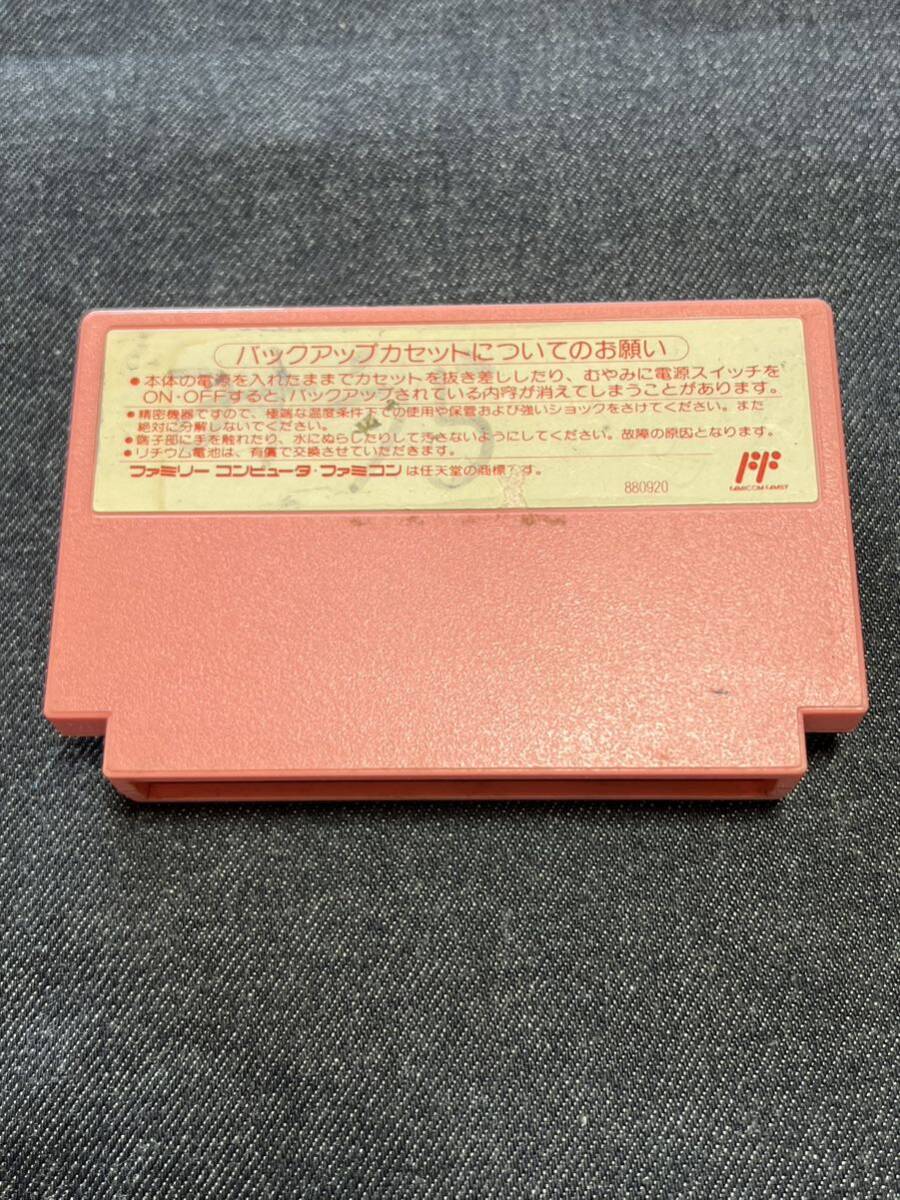 バックアップカセットについてのお願い
●本体の電源を入れたままでカセットを抜き差ししたり、むやみに電源スイッチを
ON・OFFすると、バックアップされている内容が消えてしまうことがあります。
●精密機器ですので、極端な温度条件下での使用や保管および強いショックをさけてください。また
絶対に分解しないでください。
●端子部に手を触れたり、水にぬらしたりして汚さないようにしてください。故障の原因となります。
●リチウム電池は、有償で交換させていただきます。
ファミリーコンピュータ・ファミコンは任天堂の商標です。
880920
FAMICOM FAMILY